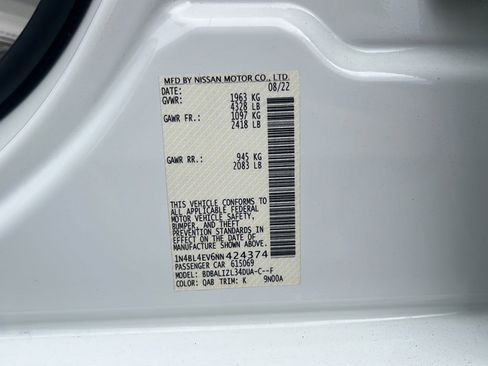 MFD BY NISSAN MOTOR CO., LTD.
DATE: 08/22
GVWR: 1963 KG
4328 LB
GAWR FR.: 1097 KG
2418 LB
GAWR RR.: 945 KG
2083 LB
THIS VEHICLE CONFORMS TO
ALL APPLICABLE FEDERAL
MOTOR VEHICLE SAFETY,
BUMPER, AND THEFT
PREVENTION STANDARDS IN
EFFECT ON THE DATE OF
MANUFACTURE SHOWN ABOVE.
1N4BL4EV6NN424374
PASSENGER CAR 615069
MODEL: BDBALIZL34DUA-C--F
COLOR: QAB TRIM: K 9N00A